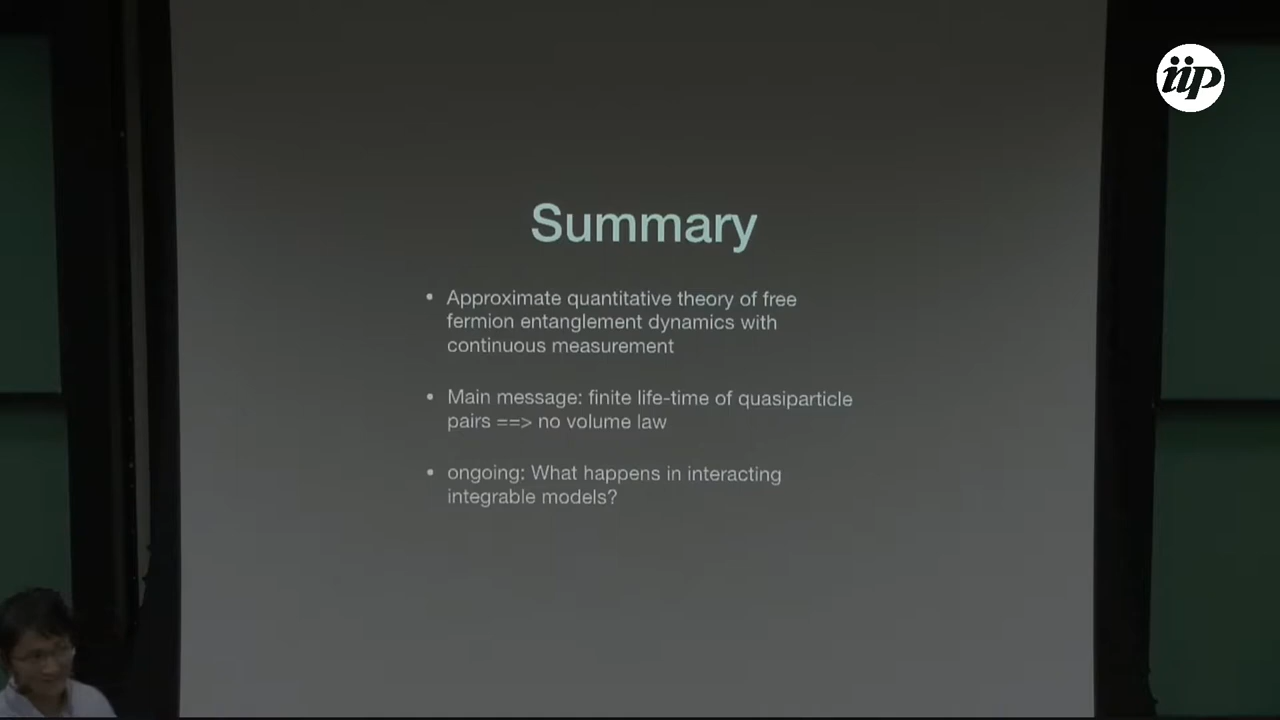 iip
Summary
• Approximate quantitative theory of free
fermion entanglement dynamics with
continuous measurement
• Main message: finite life-time of quasiparticle
pairs ==> no volume law
• ongoing: What happens in interacting
integrable models?